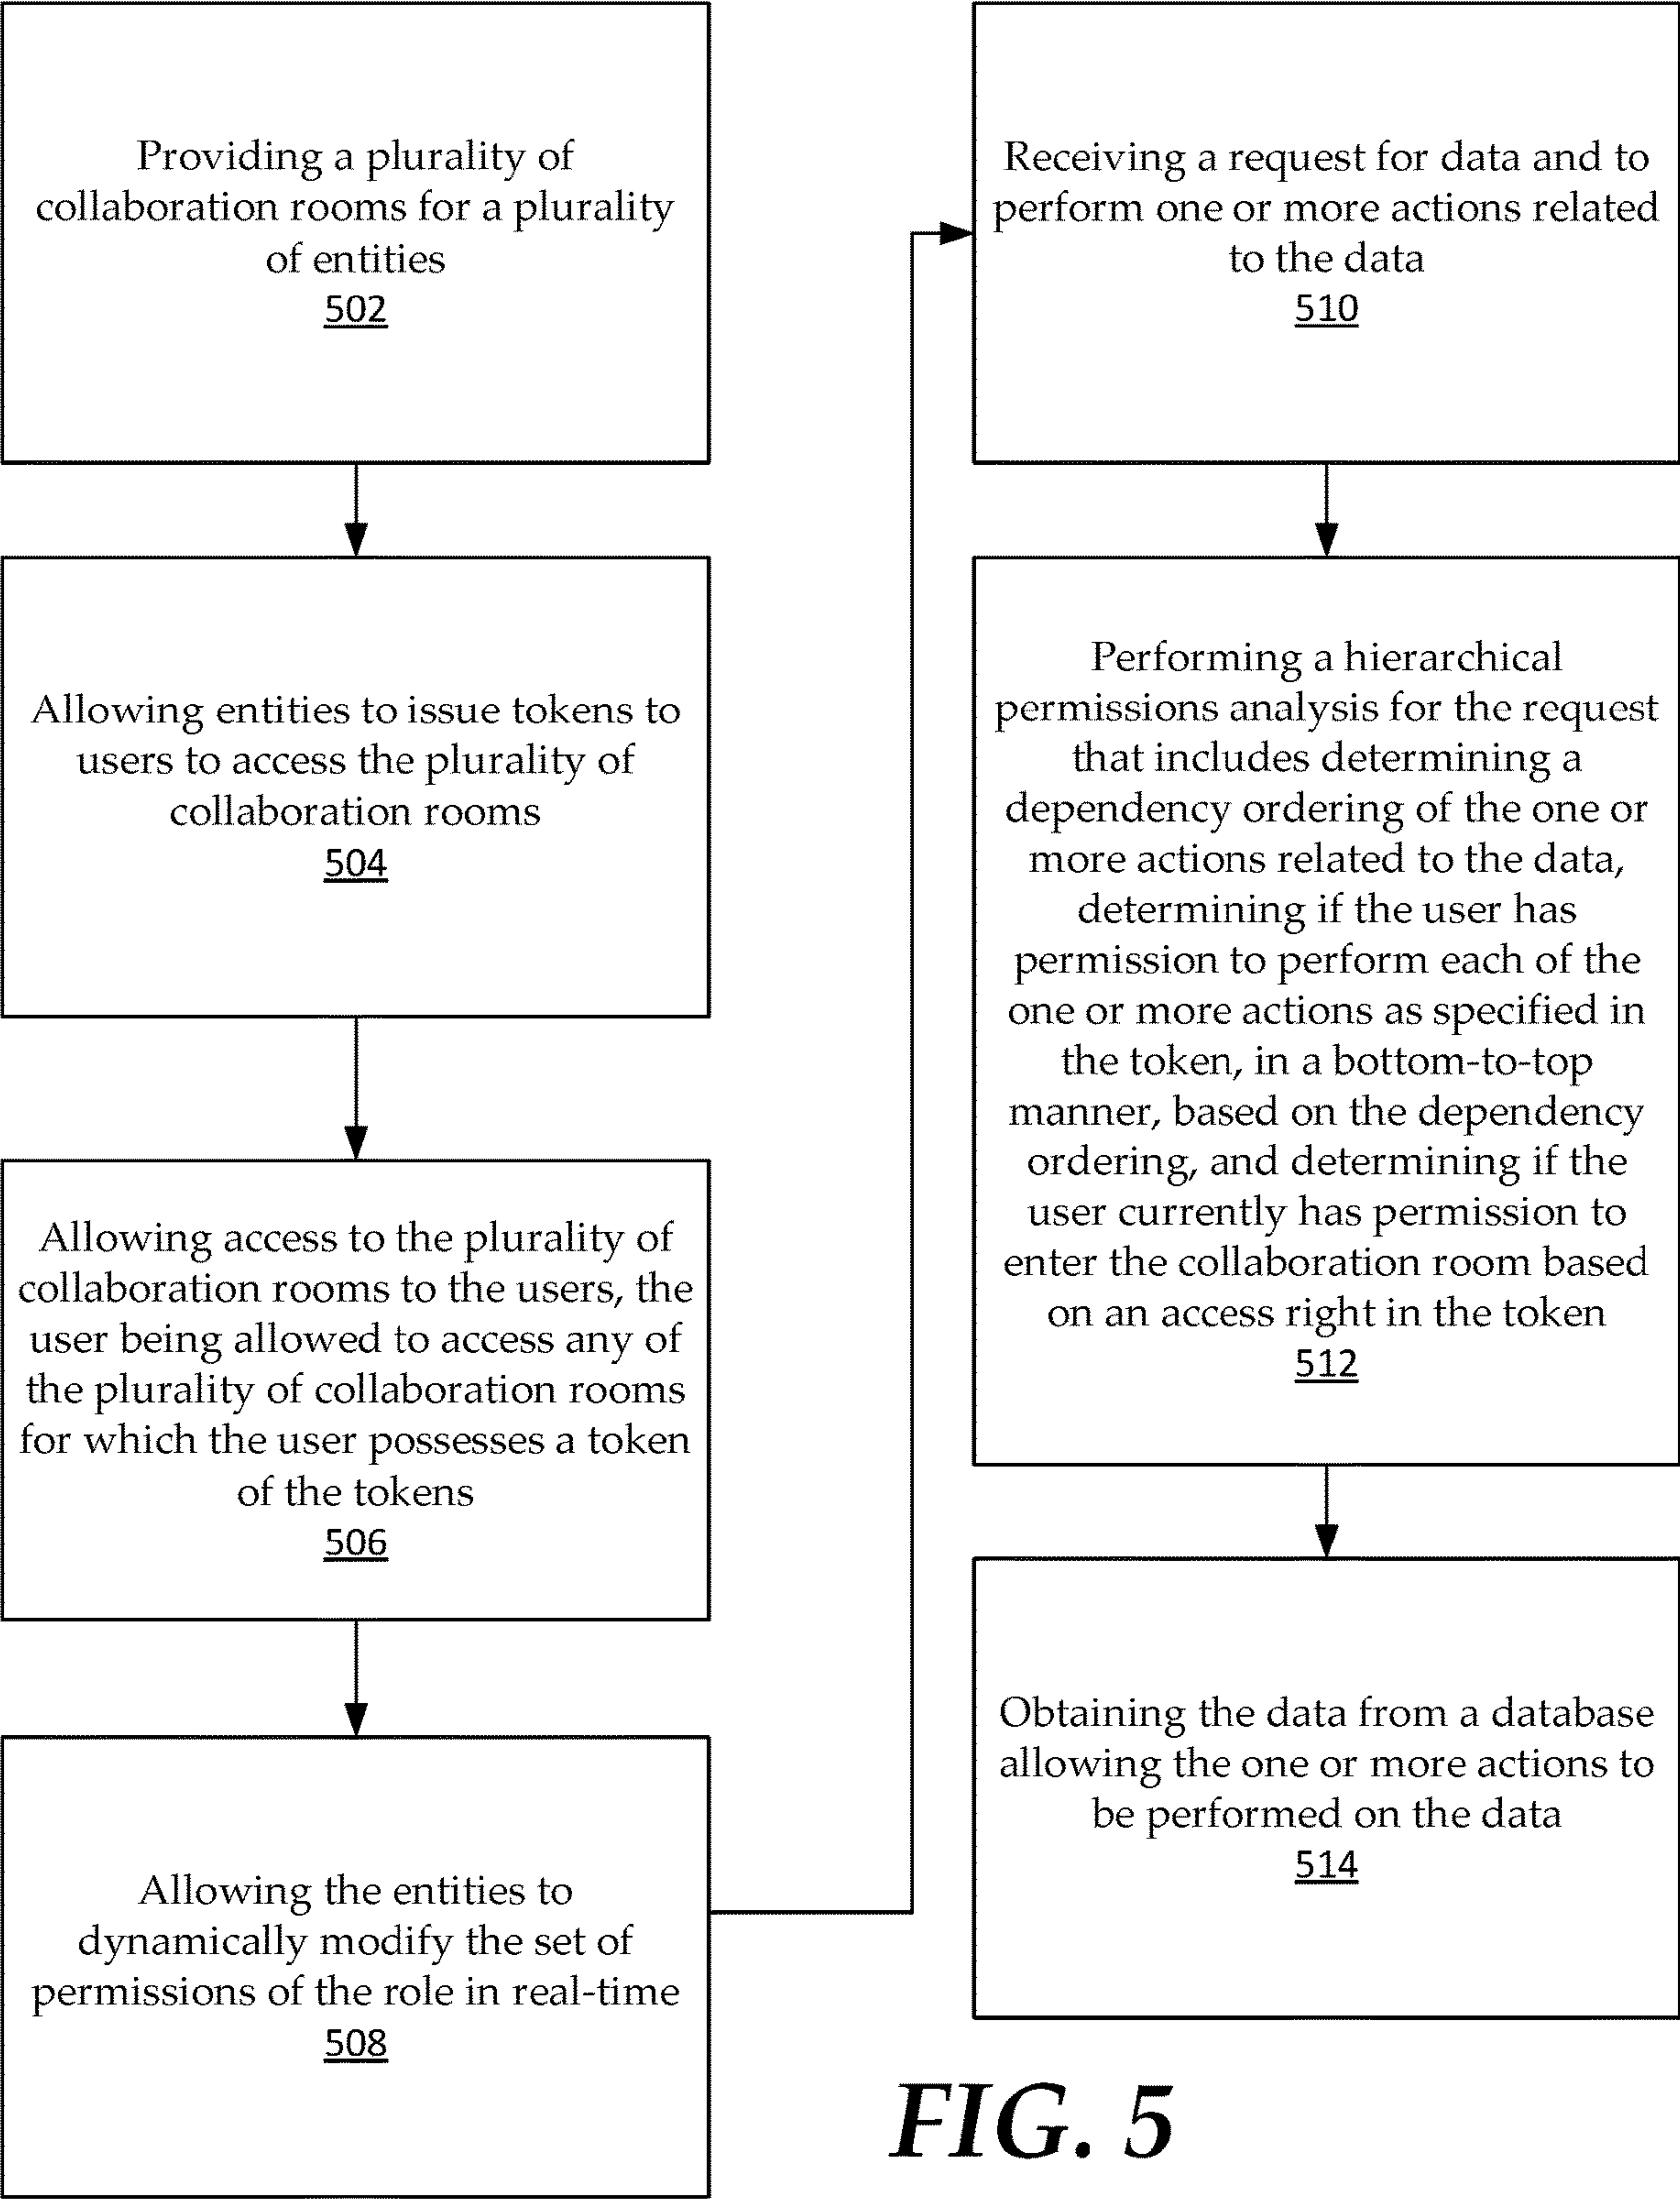 Providing a plurality of
collaboration rooms for a plurality
of entities
502
Allowing entities to issue tokens to
users to access the plurality of
collaboration rooms
504
Allowing access to the plurality of
collaboration rooms to the users, the
user being allowed to access any of
the plurality of collaboration rooms
for which the user possesses a token
of the tokens
506
Allowing the entities to
dynamically modify the set of
permissions of the role in real-time
508
Receiving a request for data and to
perform one or more actions related
to the data
510
Performing a hierarchical
permissions analysis for the request
that includes determining a
dependency ordering of the one or
more actions related to the data,
determining if the user has
permission to perform each of the
one or more actions as specified in
the token, in a bottom-to-top
manner, based on the dependency
ordering, and determining if the
user currently has permission to
enter the collaboration room based
on an access right in the token
512
Obtaining the data from a database
allowing the one or more actions to
be performed on the data
514
FIG. 5